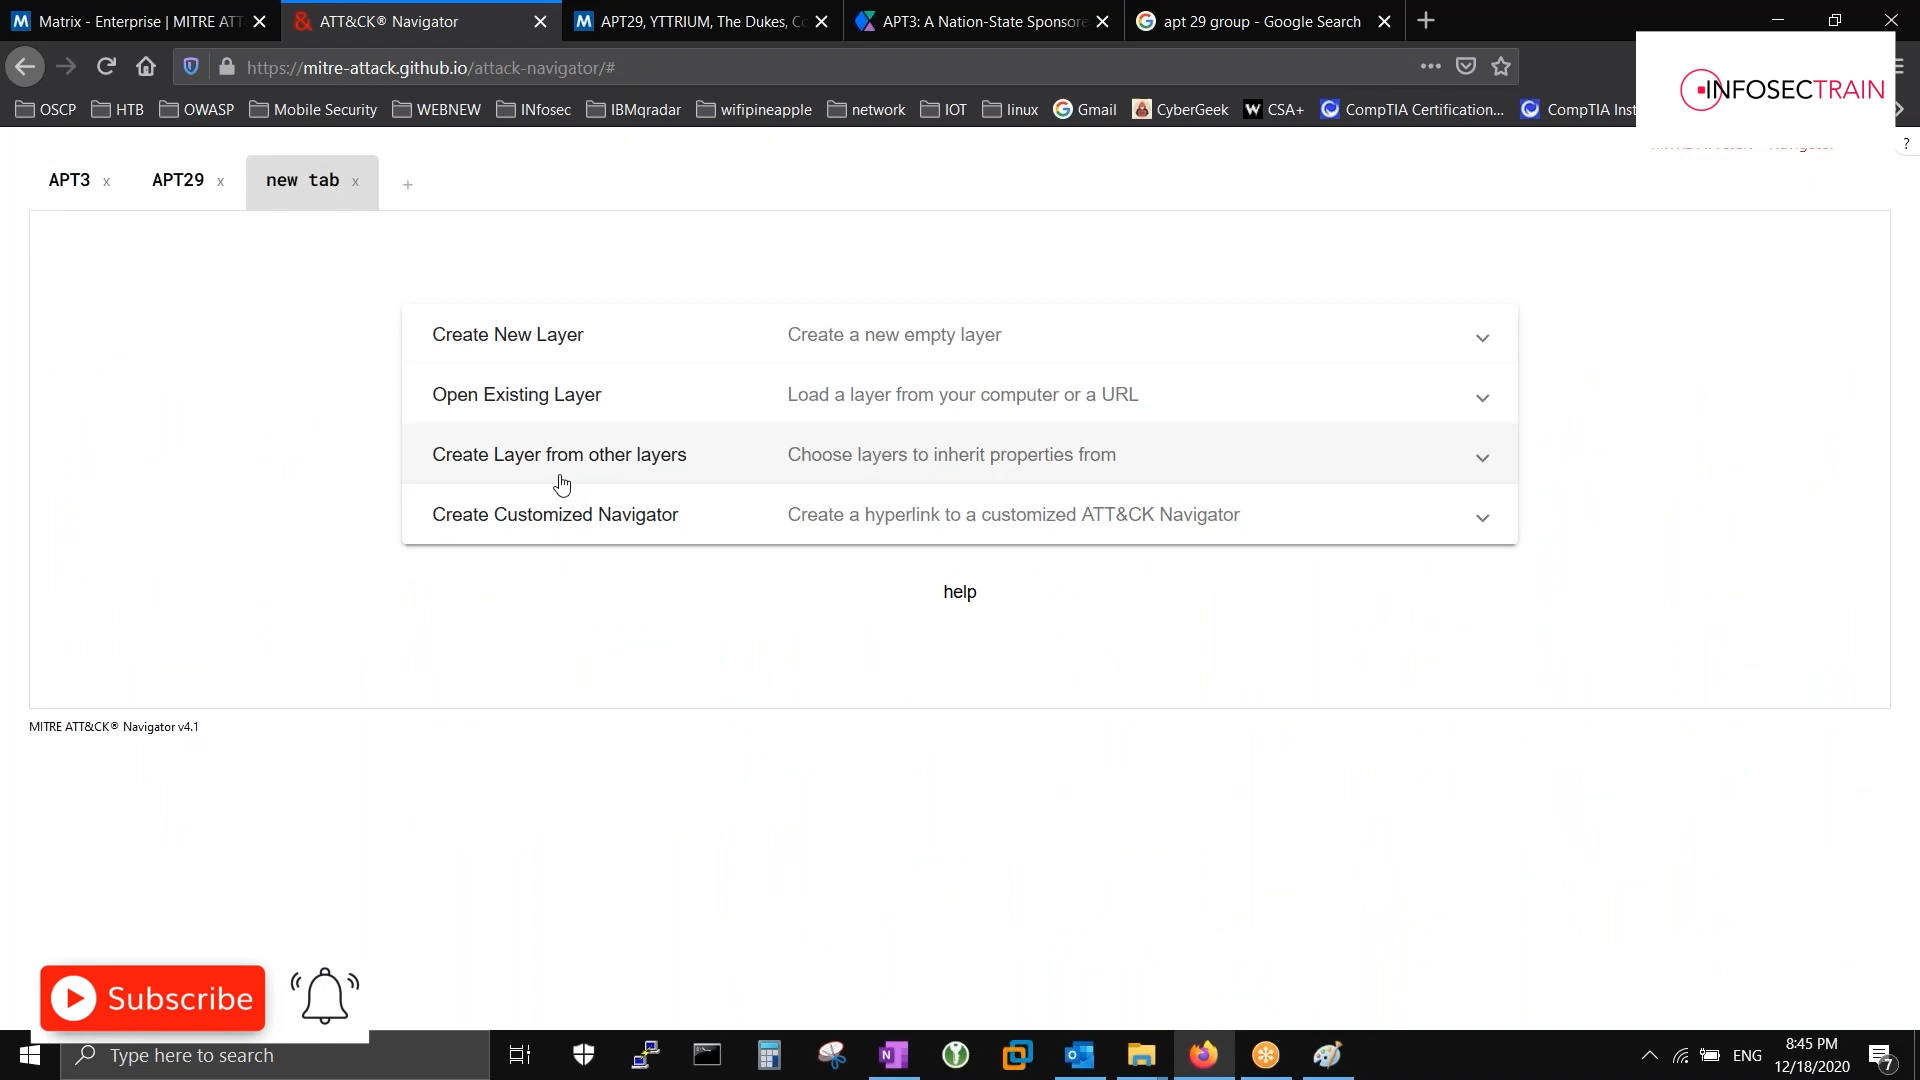 Matrix - Enterprise | MITRE ATT
ATT&CK® Navigator
APT29, YTTRIUM, The Dukes, Co
APT3: A Nation-State Sponsore
apt 29 group - Google Search
https://mitre-attack.github.io/attack-navigator/#
INFOSECTRAIN
OSCP
HTB
OWASP
Mobile Security
WEBNEW
INfosec
IBMqradar
wifipineapple
network
IOT
linux
Gmail
CyberGeek
CSA+
CompTIA Certification...
CompTIA Inst
?
APT3 x
APT29 x
new tab x
+
Create New Layer Create a new empty layer
Open Existing Layer Load a layer from your computer or a URL
Create Layer from other layers Choose layers to inherit properties from
Create Customized Navigator Create a hyperlink to a customized ATT&CK Navigator
help
MITRE ATT&CK® Navigator v4.1
Subscribe
Type here to search
ENG
8:45 PM
12/18/2020
7